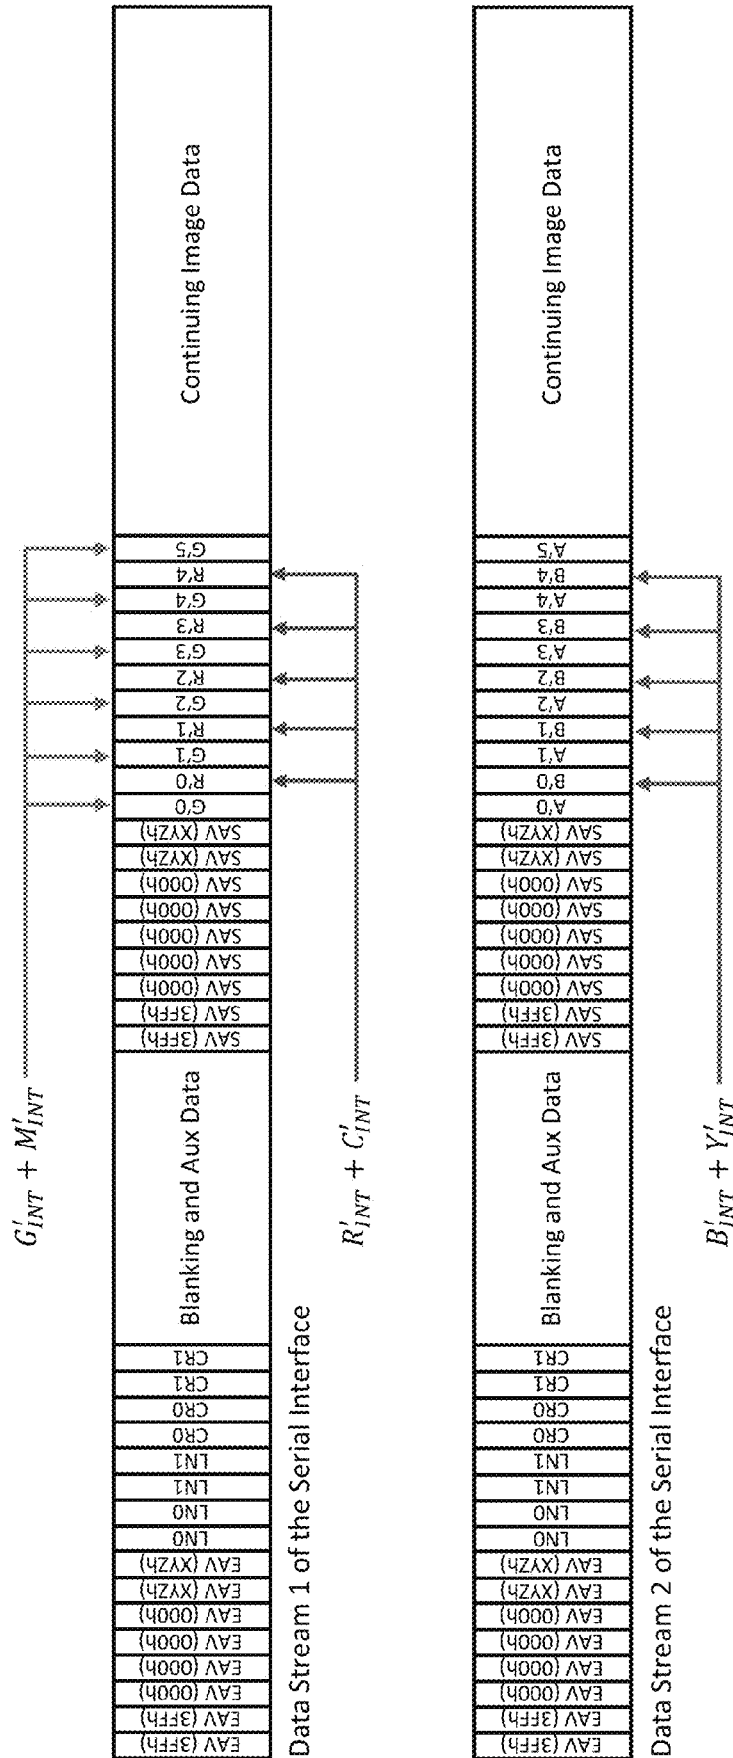 G'INT + M'INT
EAV (3FFh)
EAV (3FFh)
EAV (000h)
EAV (000h)
EAV (000h)
EAV (000h)
EAV (XYZh)
EAV (XYZh)
LN0
LN0
LN1
LN1
CR0
CR0
CR1
CR1
Blanking and Aux Data
SAV (3FFh)
SAV (3FFh)
SAV (000h)
SAV (000h)
SAV (000h)
SAV (000h)
SAV (000h)
SAV (XYZh)
SAV (XYZh)
G'0
R'0
G'1
R'1
G'2
R'2
G'3
R'3
G'4
R'4
G'5
Continuing Image Data
Data Stream 1 of the Serial Interface
R'INT + C'INT
EAV (3FFh)
EAV (3FFh)
EAV (000h)
EAV (000h)
EAV (000h)
EAV (000h)
EAV (XYZh)
EAV (XYZh)
LN0
LN0
LN1
LN1
CR0
CR0
CR1
CR1
Blanking and Aux Data
SAV (3FFh)
SAV (3FFh)
SAV (000h)
SAV (000h)
SAV (000h)
SAV (000h)
SAV (000h)
SAV (XYZh)
SAV (XYZh)
A'0
B'0
A'1
B'1
A'2
B'2
A'3
B'3
A'4
B'4
A'5
Continuing Image Data
Data Stream 2 of the Serial Interface
B'INT + Y'INT